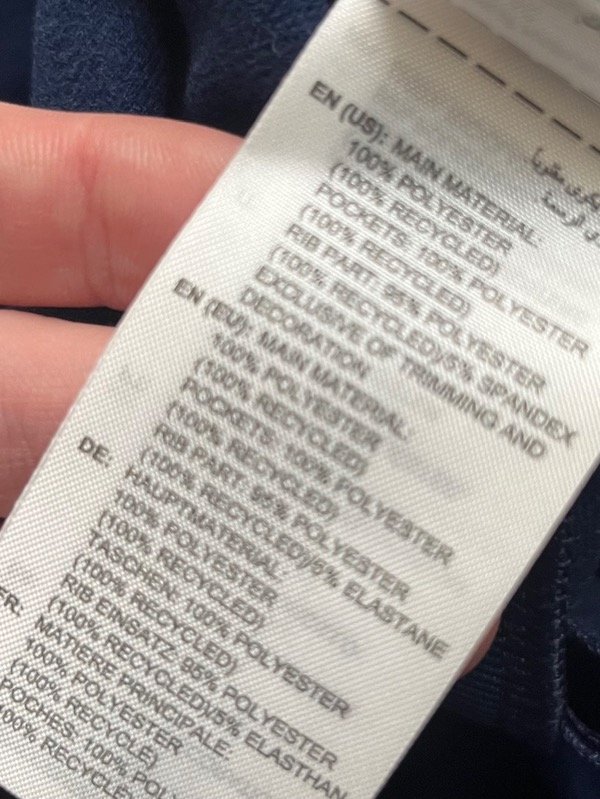 EN (US): MAIN MATERIAL:
100% POLYESTER
(100% RECYCLED)
POCKETS: 100% POLYESTER
(100% RECYCLED)
RIB PART: 95% POLYESTER
(100% RECYCLED)/5% SPANDEX
EXCLUSIVE OF TRIMMING AND
DECORATION
EN (EU): MAIN MATERIAL:
100% POLYESTER
(100% RECYCLED)
POCKETS: 100% POLYESTER
(100% RECYCLED)
RIB PART: 95% POLYESTER
(100% RECYCLED)/5% ELASTANE
DE: HAUPTMATERIAL:
100% POLYESTER
(100% RECYCLED)
TASCHEN: 100% POLYESTER
(100% RECYCLED)
RIB EINSATZ: 95% POLYESTER
(100% RECYCLED)/5% ELASTHAN
FR: MATIÈRE PRINCIPALE:
100% POLYESTER
(100% RECYCLÉ)
POCHES: 100%